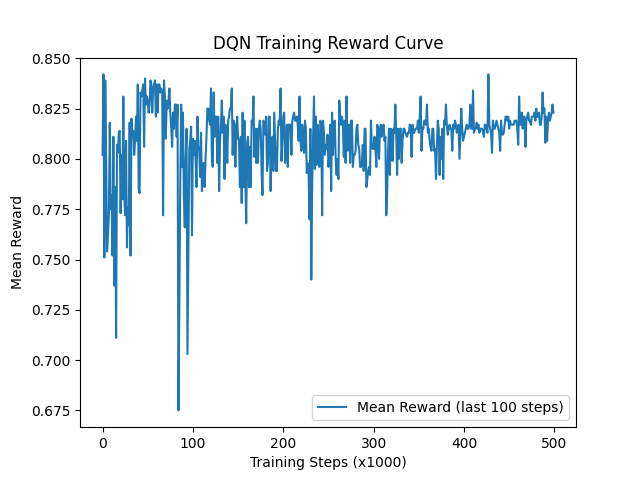 DQN Training Reward Curve
0.850
0.825
0.800
0.775
0.750
0.725
0.700
0.675
Mean Reward
Mean Reward (last 100 steps)
0 100 200 300 400 500
Training Steps (x1000)